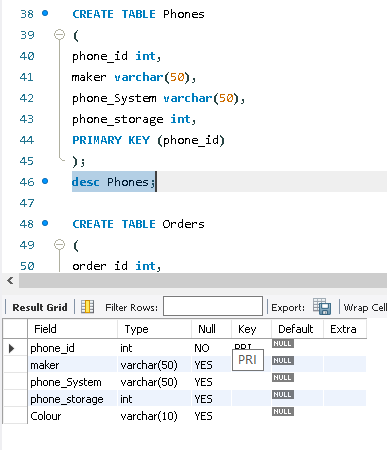 38 CREATE TABLE Phones
39 (
40 phone_id int,
41 maker varchar(50),
42 phone_System varchar(50),
43 phone_storage int,
44 PRIMARY KEY (phone_id)
45 );
46 desc Phones;
47
48 CREATE TABLE Orders
49 (
50 order_id int,
Result Grid Filter Rows: Export: Wrap Cel
Field Type Null Key Default Extra
phone_id int NO PRI NULL
maker varchar(50) YES NULL
PRI
phone_System varchar(50) YES NULL
phone_storage int YES NULL
Colour varchar(10) YES NULL